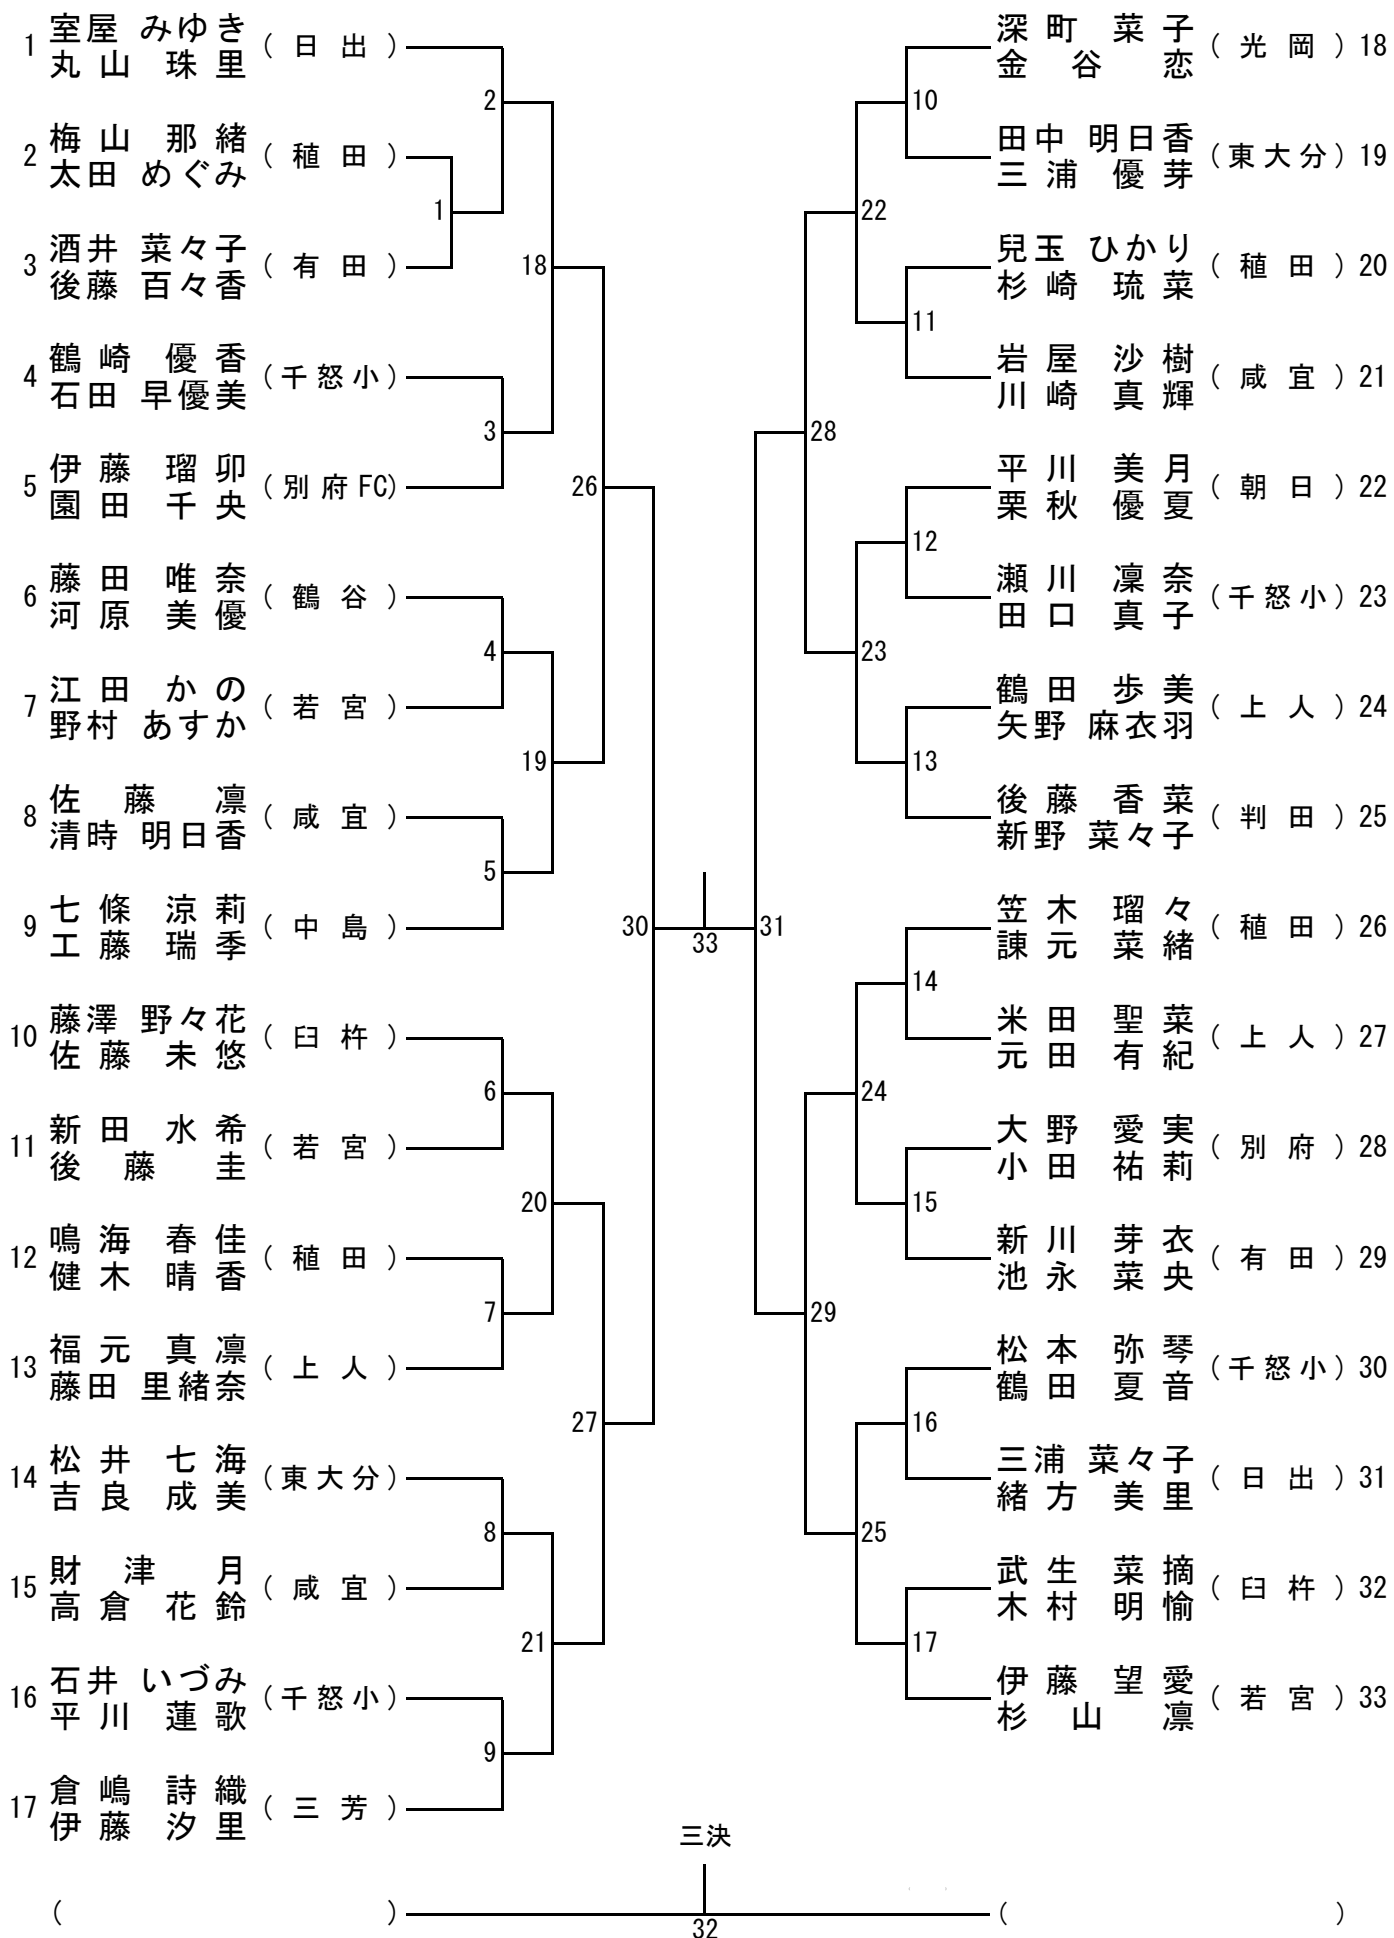 1 室屋 みゆき
丸山 珠里 (日出)
2 梅山 那緒
太田 めぐみ (稙田)
3 酒井 菜々子
後藤 百々香 (有田)
4 鶴崎 優香
石田 早優美 (千怒小)
5 伊藤 瑠卯
園田 千央 (別府FC)
6 藤田 唯奈
河原 美優 (鶴谷)
7 江田 かの
野村 あすか (若宮)
8 佐藤 凛
清時 明日香 (咸宜)
9 七條 涼莉
工藤 瑞季 (中島)
10 藤澤 野々花
佐藤 未悠 (臼杵)
11 新田 水希
後藤 圭 (若宮)
12 鳴海 春佳
健木 晴香 (稙田)
13 福元 真凛
藤田 里緒奈 (上人)
14 松井 七海
吉良 成美 (東大分)
15 財津 月
高倉 花鈴 (咸宜)
16 石井 いづみ
平川 蓮歌 (千怒小)
17 倉嶋 詩織
伊藤 汐里 (三芳)
1
2
3
4
5
6
7
8
9
18
19
20
21
26
27
30
33
31
28
29
22
23
24
25
10
11
12
13
14
15
16
17
深町 菜子
金谷 恋 (光岡) 18
田中 明日香
三浦 優芽 (東大分) 19
兒玉 ひかり
杉崎 琉菜 (稙田) 20
岩屋 沙樹
川崎 真輝 (咸宜) 21
平川 美月
栗秋 優夏 (朝日) 22
瀬川 凜奈
田口 真子 (千怒小) 23
鶴田 歩美
矢野 麻衣羽 (上人) 24
後藤 香菜
新野 菜々子 (判田) 25
笠木 瑠々
諌元 菜緒 (稙田) 26
米田 聖菜
元田 有紀 (上人) 27
大野 愛実
小田 祐莉 (別府) 28
新川 芽衣
池永 菜央 (有田) 29
松本 弥琴
鶴田 夏音 (千怒小) 30
三浦 菜々子
緒方 美里 (日出) 31
武生 菜摘
木村 明愉 (臼杵) 32
伊藤 望愛
杉山 凛 (若宮) 33
三決
( ) 32 ( )